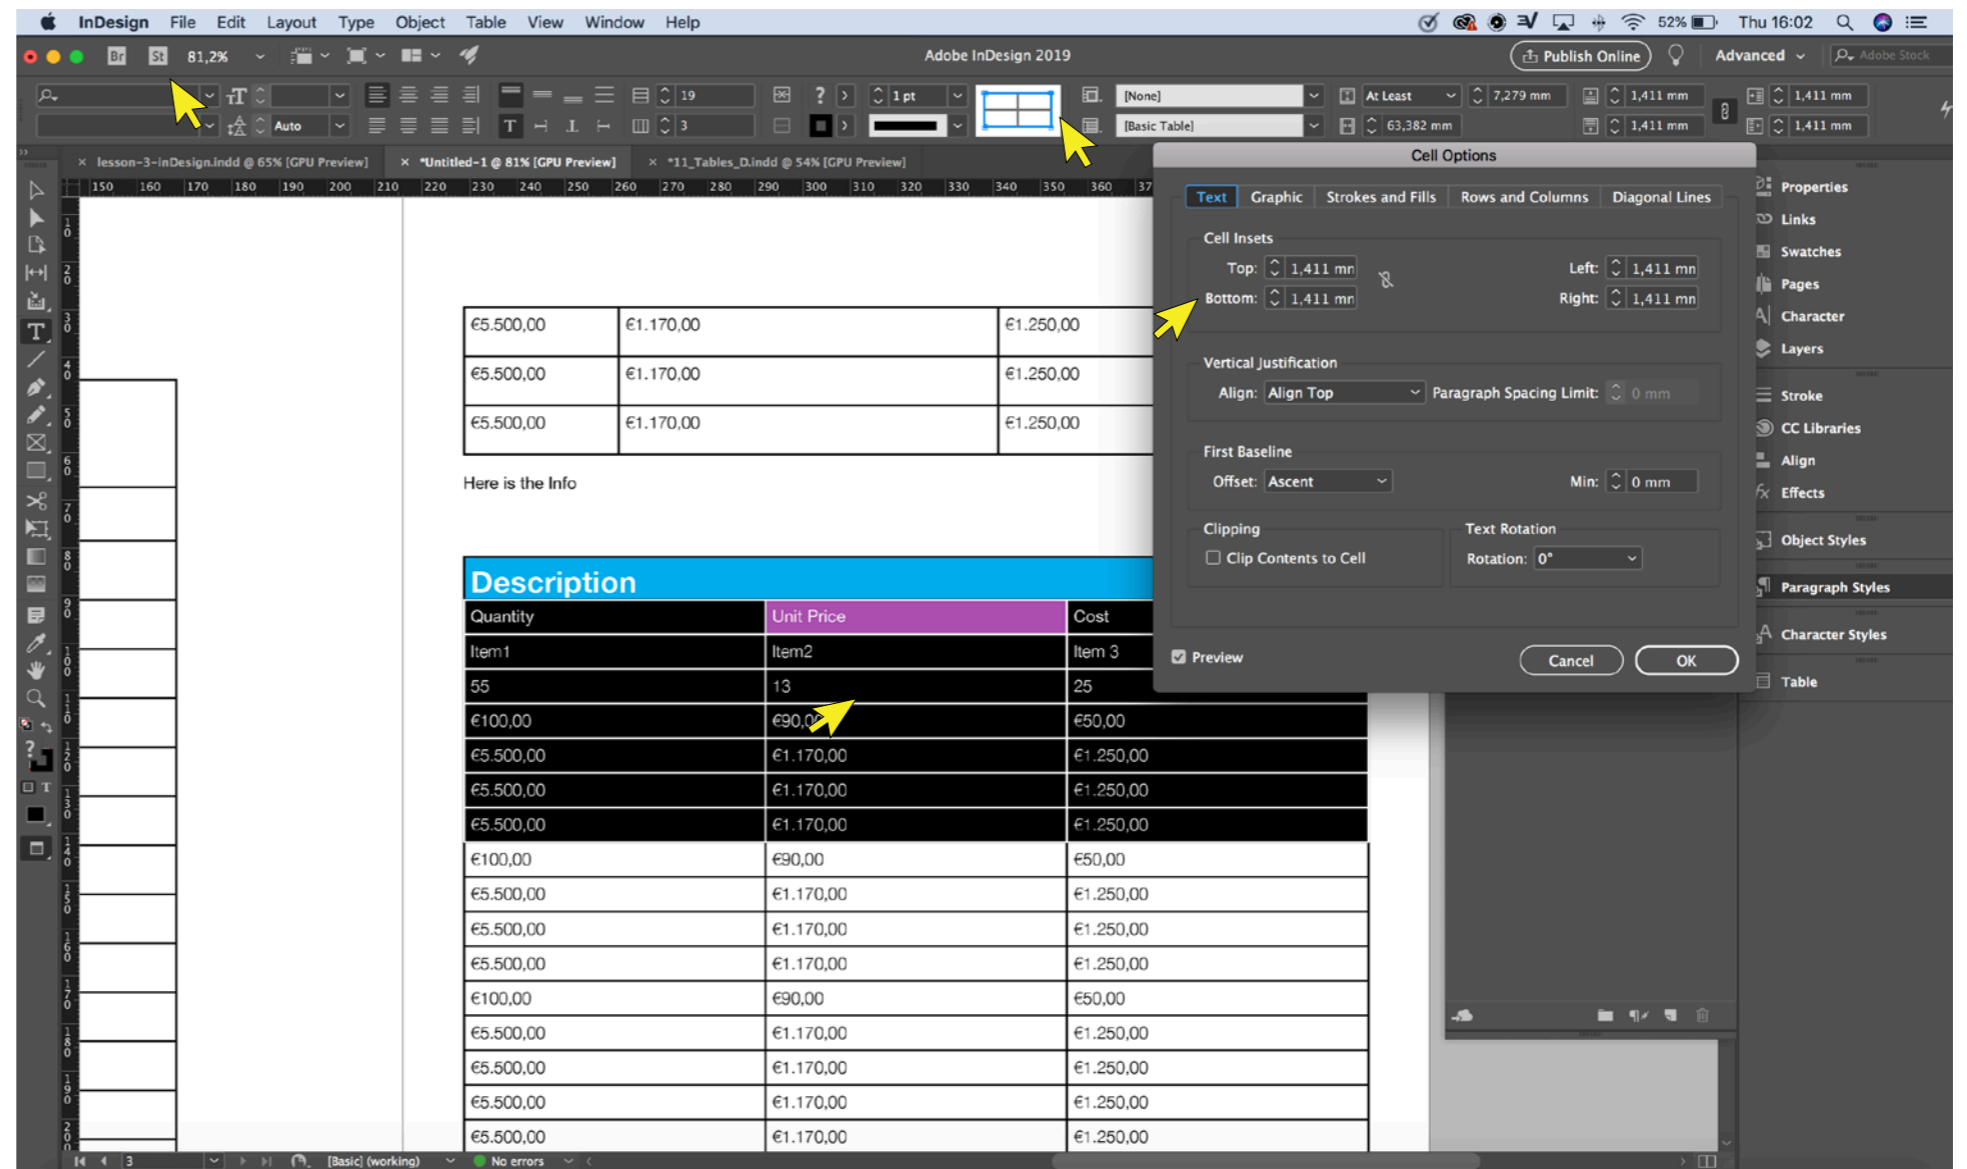 InDesign File Edit Layout Type Object Table View Window Help 52% Thu 16:02
Br St 81,2% Adobe InDesign 2019 Publish Online Advanced Adobe Stock
19 ? 1 pt [None] At Least 7,279 mm 1,411 mm 1,411 mm
Auto T 3 [Basic Table] 63,382 mm 1,411 mm 1,411 mm
× lesson-3-inDesign.indd @ 65% [GPU Preview] × *Untitled-1 @ 81% [GPU Preview] × *11_Tables_D.indd @ 54% [GPU Preview]
150 160 170 180 190 200 210 220 230 240 250 260 270 280 290 300 310 320 330 340 350 360 37
Cell Options
Text Graphic Strokes and Fills Rows and Columns Diagonal Lines
Cell Insets
Top: 1,411 mn Left: 1,411 mn
Bottom: 1,411 mn Right: 1,411 mn
Vertical Justification
Align: Align Top Paragraph Spacing Limit: 0 mm
First Baseline
Offset: Ascent Min: 0 mm
Clipping Text Rotation
Clip Contents to Cell Rotation: 0°
Preview Cancel OK
Properties
Links
Swatches
Pages
Character
Layers
Stroke
CC Libraries
Align
Effects
Object Styles
Paragraph Styles
Character Styles
Table
€5.500,00 €1.170,00 €1.250,00
€5.500,00 €1.170,00 €1.250,00
€5.500,00 €1.170,00 €1.250,00
Here is the Info
Description
Quantity Unit Price Cost
Item1 Item2 Item 3
55 13 25
€100,00 €90,00 €50,00
€5.500,00 €1.170,00 €1.250,00
€5.500,00 €1.170,00 €1.250,00
€5.500,00 €1.170,00 €1.250,00
€100,00 €90,00 €50,00
€5.500,00 €1.170,00 €1.250,00
€5.500,00 €1.170,00 €1.250,00
€5.500,00 €1.170,00 €1.250,00
€100,00 €90,00 €50,00
€5.500,00 €1.170,00 €1.250,00
€5.500,00 €1.170,00 €1.250,00
€5.500,00 €1.170,00 €1.250,00
€5.500,00 €1.170,00 €1.250,00
3 [Basic] (working) No errors